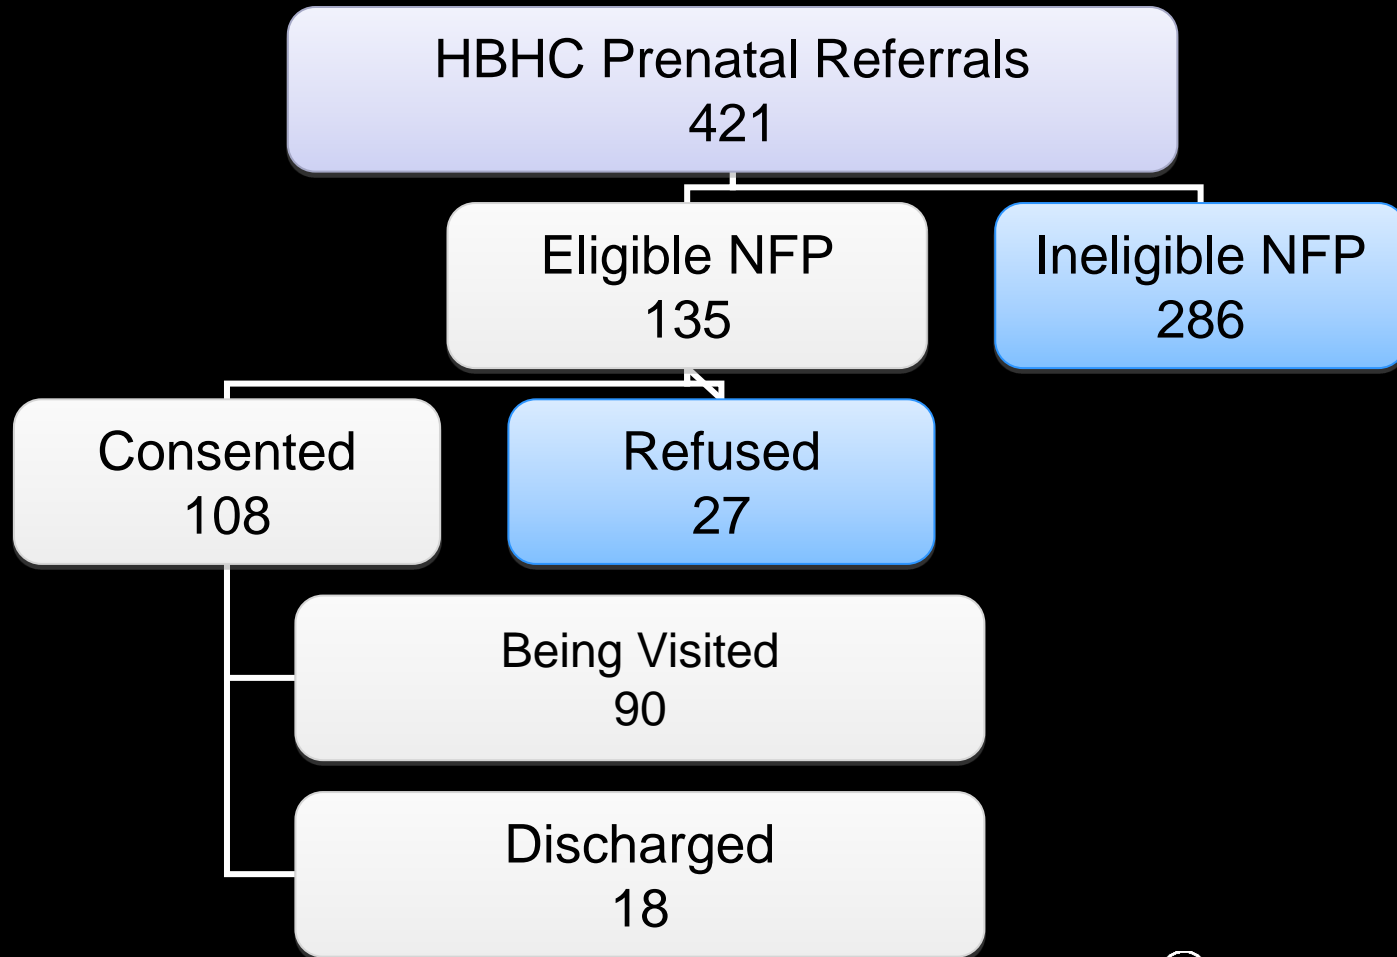 HBHC Prenatal Referrals
421
Eligible NFP
135
Ineligible NFP
286
Consented
108
Refused
27
Being Visited
90
Discharged
18